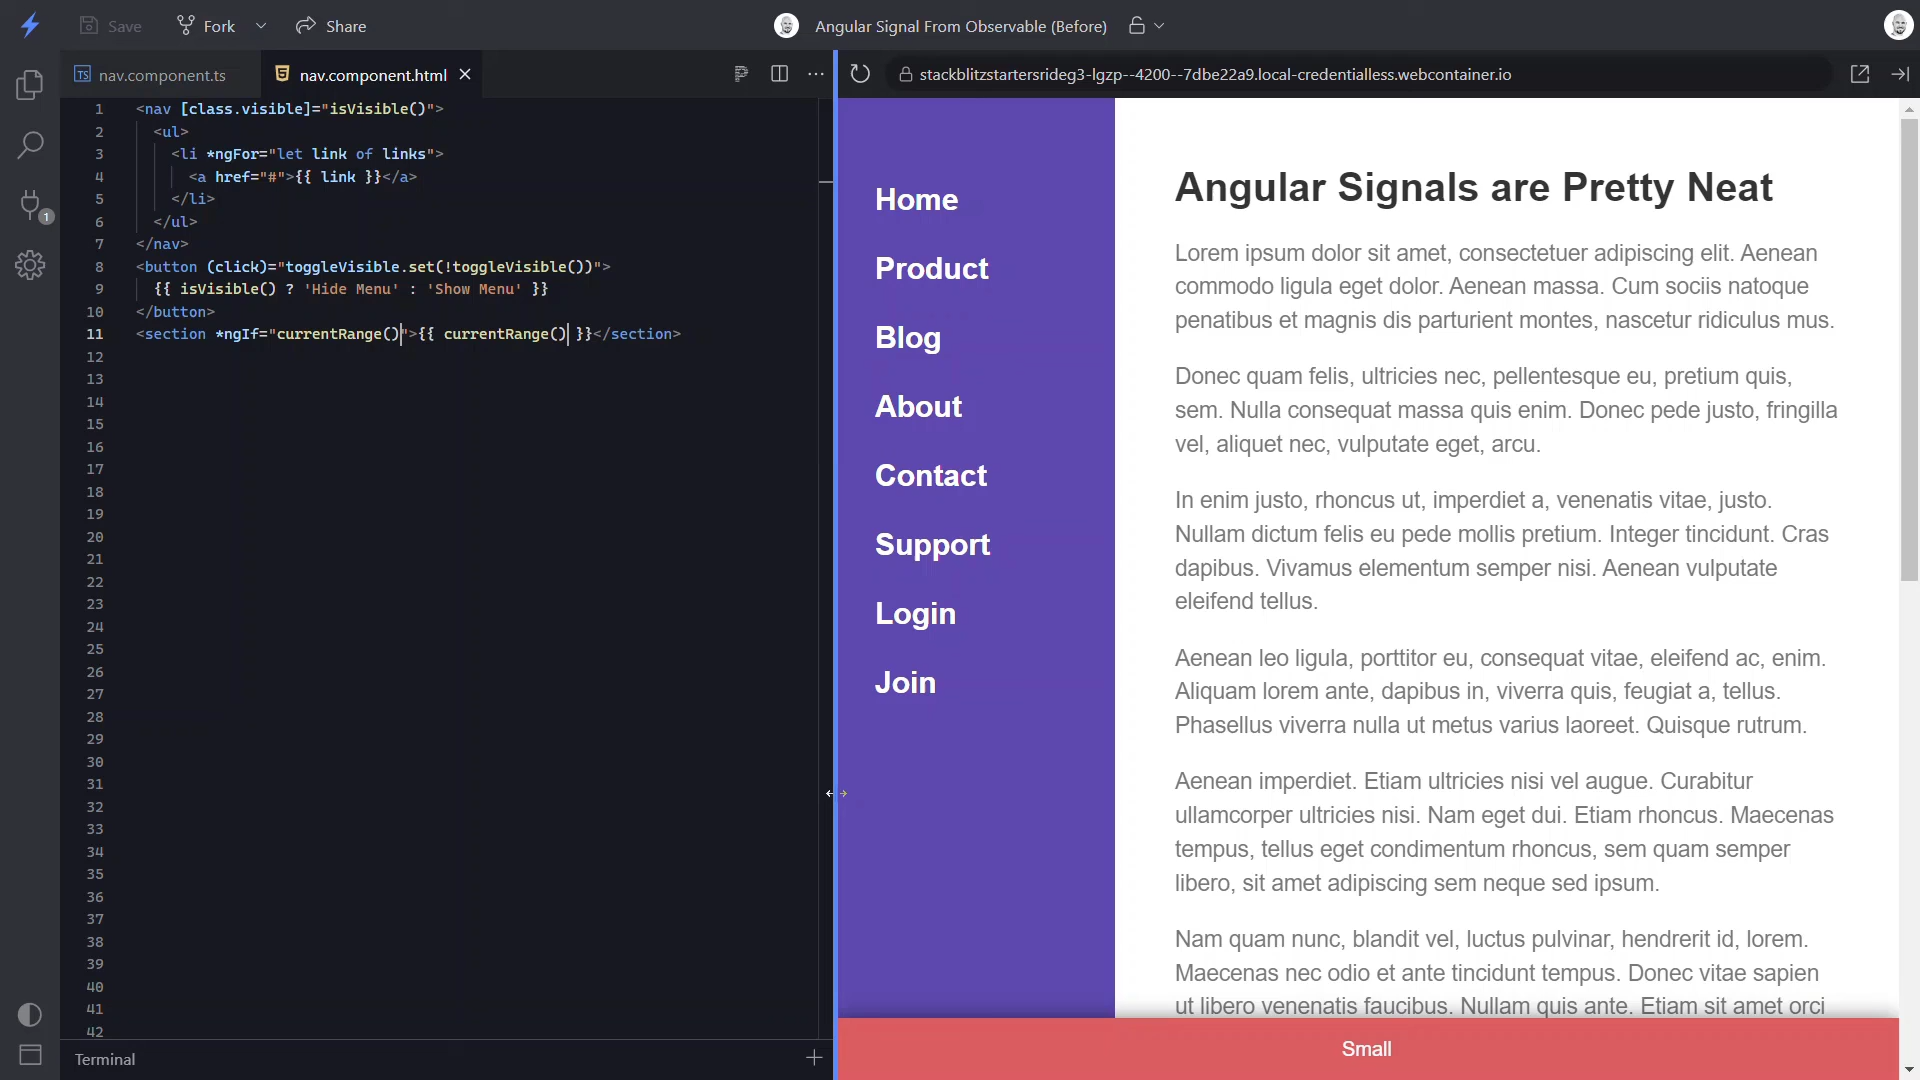 Save
Fork
Share
Angular Signal From Observable (Before)
nav.component.ts
nav.component.html
stackblitzstartersrideg3-lgzp--4200--7dbe22a9.local-credentialless.webcontainer.io
1 <nav [class.visible]="isVisible()">
2 <ul>
3 <li *ngFor="let link of links">
4 <a href="#">{{ link }}</a>
5 </li>
6 </ul>
7 </nav>
8 <button (click)="toggleVisible.set(!toggleVisible())">
9 {{ isVisible() ? 'Hide Menu' : 'Show Menu' }}
10 </button>
11 <section *ngIf="currentRange()">{{ currentRange() }}</section>
12
13
14
15
16
17
18
19
20
21
22
23
24
25
26
27
28
29
30
31
32
33
34
35
36
37
38
39
40
41
42
1
TS
Terminal
Home
Product
Blog
About
Contact
Support
Login
Join
Angular Signals are Pretty Neat
Lorem ipsum dolor sit amet, consectetuer adipiscing elit. Aenean
commodo ligula eget dolor. Aenean massa. Cum sociis natoque
penatibus et magnis dis parturient montes, nascetur ridiculus mus.
Donec quam felis, ultricies nec, pellentesque eu, pretium quis,
sem. Nulla consequat massa quis enim. Donec pede justo, fringilla
vel, aliquet nec, vulputate eget, arcu.
In enim justo, rhoncus ut, imperdiet a, venenatis vitae, justo.
Nullam dictum felis eu pede mollis pretium. Integer tincidunt. Cras
dapibus. Vivamus elementum semper nisi. Aenean vulputate
eleifend tellus.
Aenean leo ligula, porttitor eu, consequat vitae, eleifend ac, enim.
Aliquam lorem ante, dapibus in, viverra quis, feugiat a, tellus.
Phasellus viverra nulla ut metus varius laoreet. Quisque rutrum.
Aenean imperdiet. Etiam ultricies nisi vel augue. Curabitur
ullamcorper ultricies nisi. Nam eget dui. Etiam rhoncus. Maecenas
tempus, tellus eget condimentum rhoncus, sem quam semper
libero, sit amet adipiscing sem neque sed ipsum.
Nam quam nunc, blandit vel, luctus pulvinar, hendrerit id, lorem.
Maecenas nec odio et ante tincidunt tempus. Donec vitae sapien
ut libero venenatis faucibus. Nullam quis ante. Etiam sit amet orci
Small